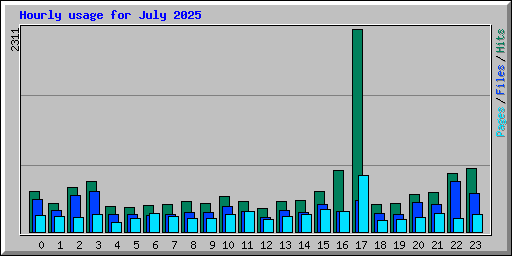 Hourly usage for July 2025
2311
Pages/Files/Hits
0 1 2 3 4 5 6 7 8 9 10 11 12 13 14 15 16 17 18 19 20 21 22 23